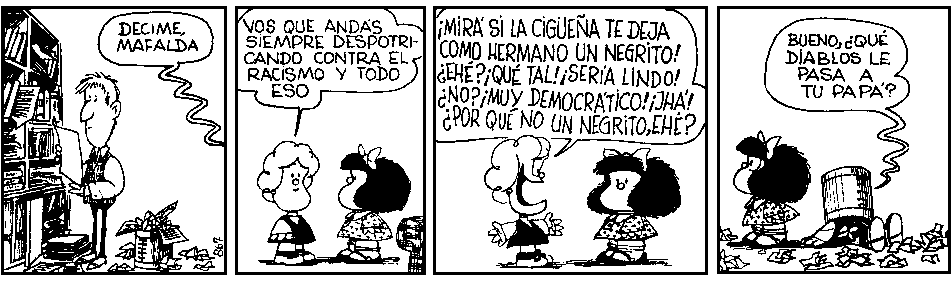 DECIME,
MAFALDA
VOS QUE ANDÁS
SIEMPRE DESPOTRI-
CANDO CONTRA EL
RACISMO Y TODO
ESO
¡MIRÁ SI LA CIGÜEÑA TE DEJA
COMO HERMANO UN NEGRITO!
¿EHÉ? ¡QUÉ TAL! ¡SERÍA LINDO!
¿NO? ¡MUY DEMOCRÁTICO! ¡JHÁ!
¿POR QUÉ NO UN NEGRITO, EHÉ?
BUENO, ¿QUÉ
DIABLOS LE
PASA A
TU PAPÁ?